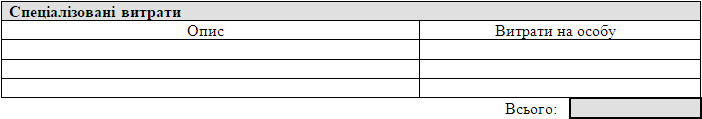 Спеціалізовані витрати
Опис Витрати на особу
Всього: